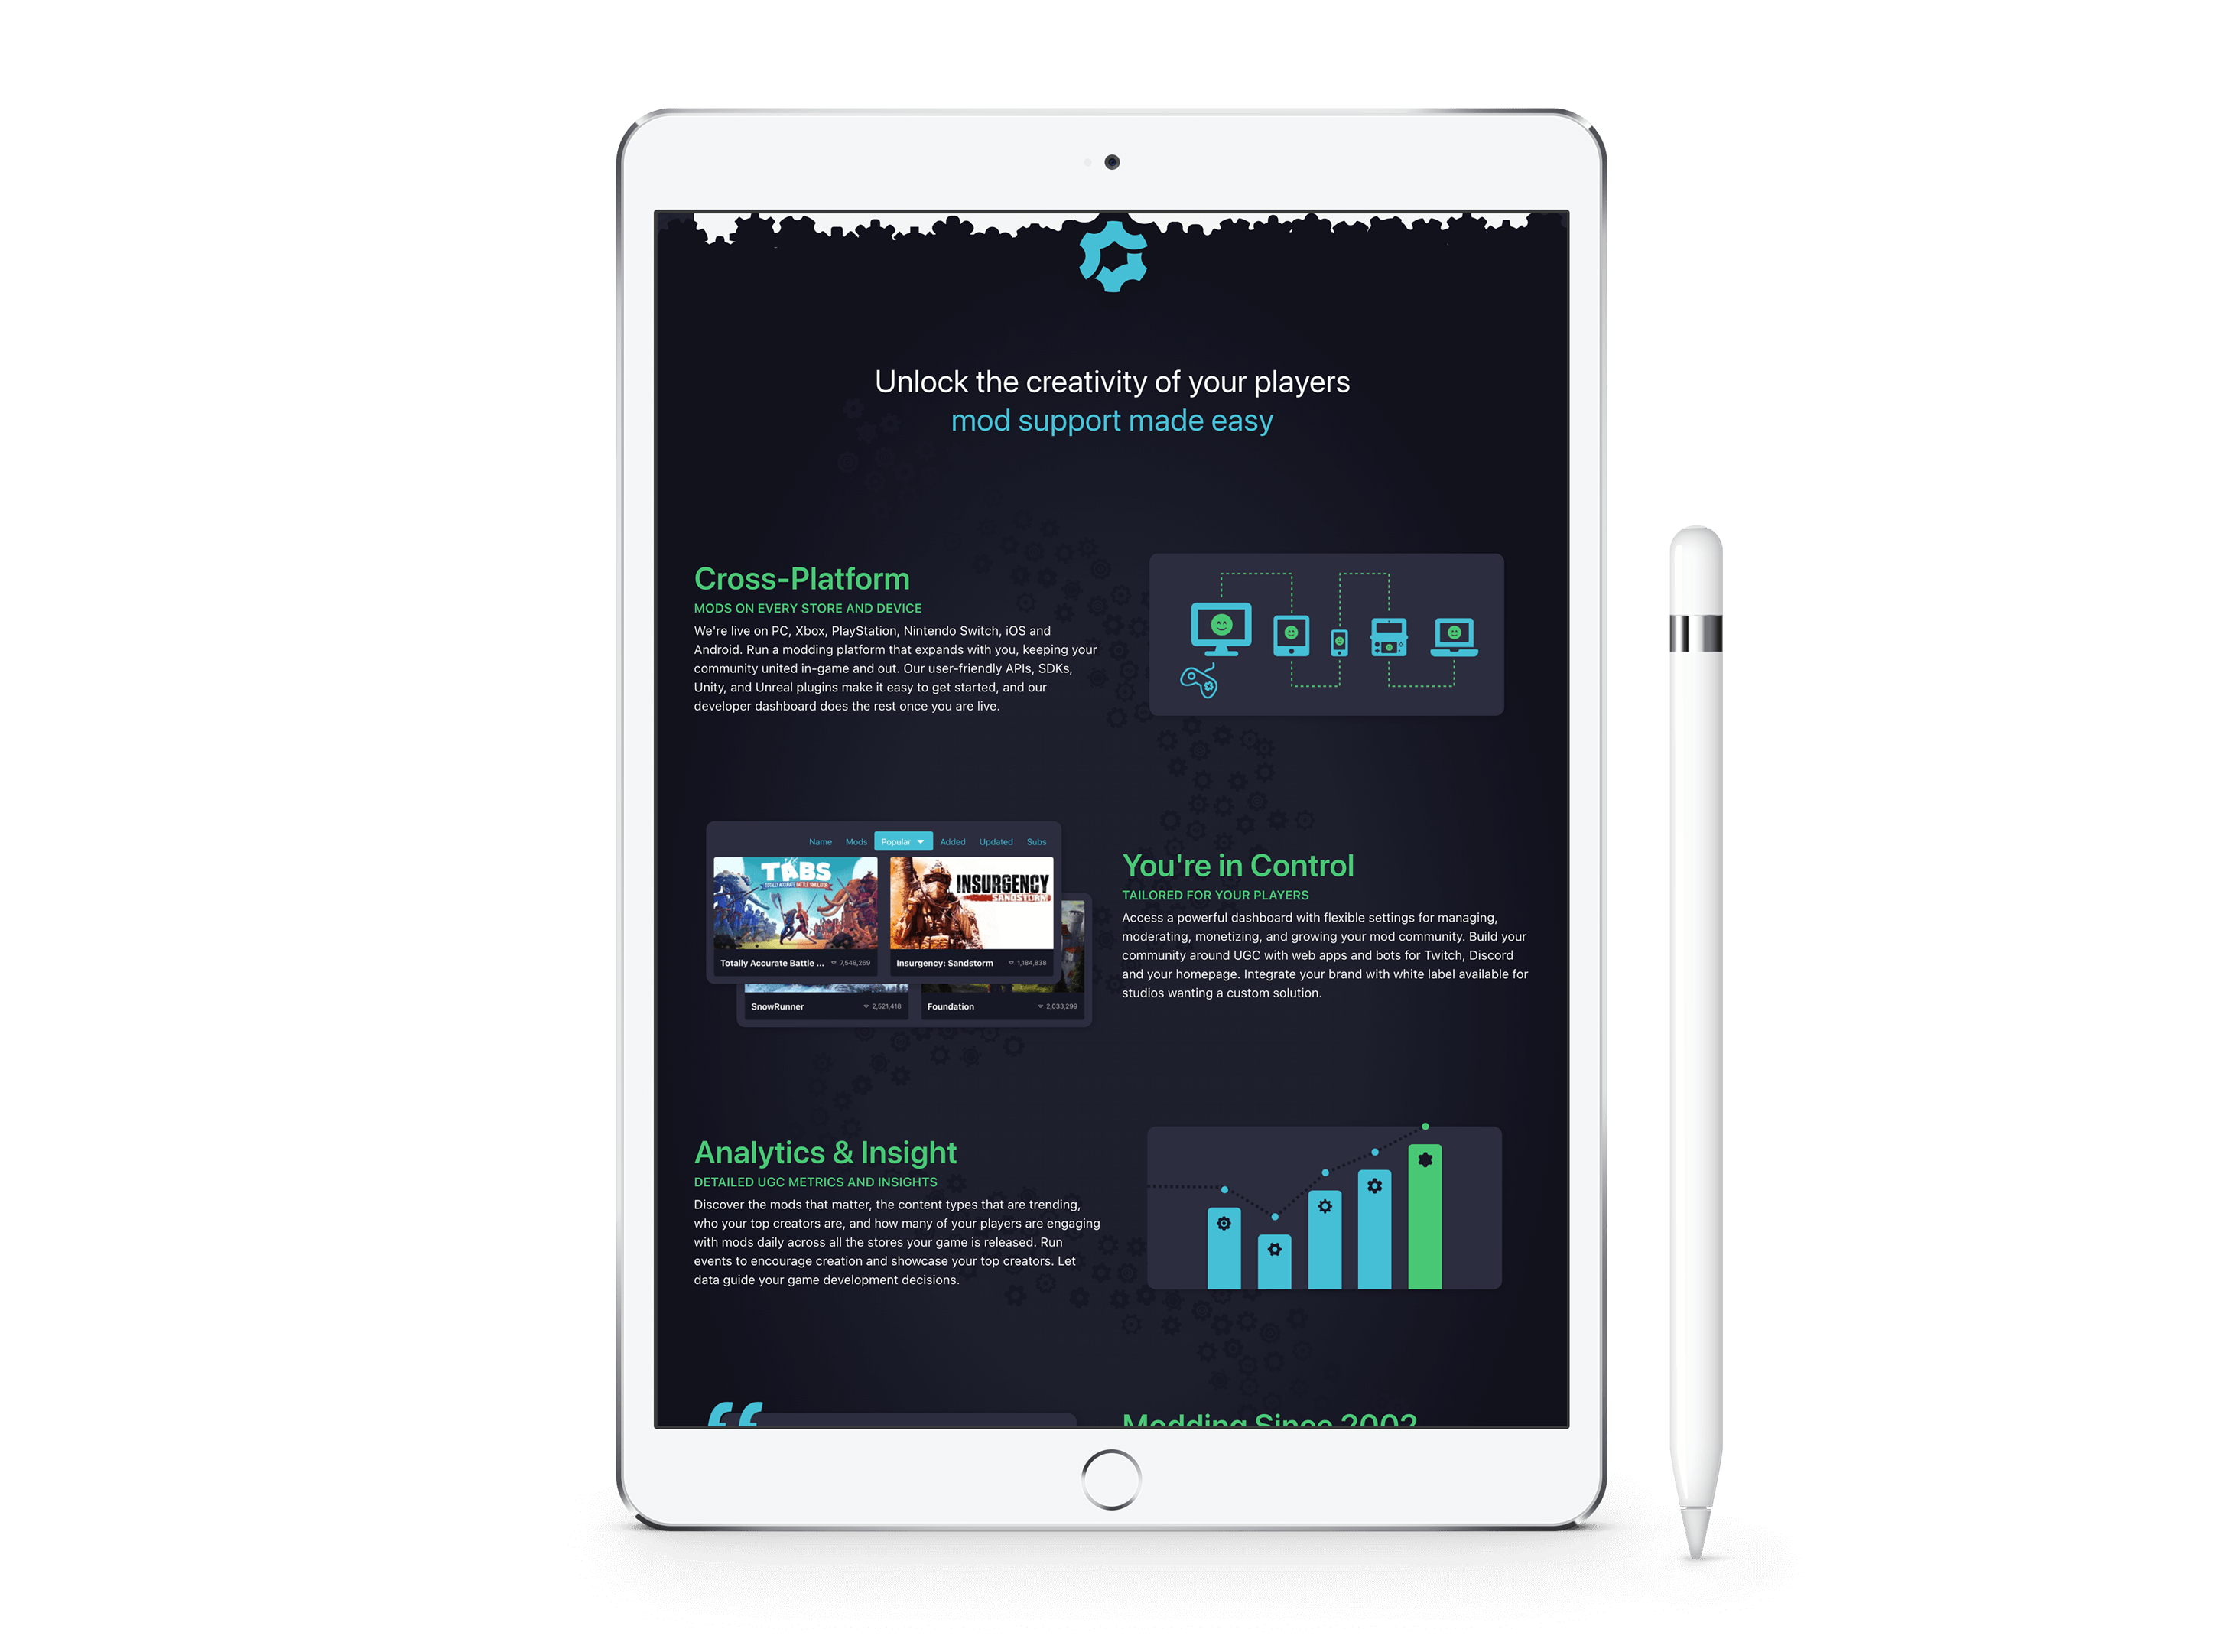 Unlock the creativity of your players
mod support made easy
Cross-Platform
MODS ON EVERY STORE AND DEVICE
We're live on PC, Xbox, PlayStation, Nintendo Switch, iOS and
Android. Run a modding platform that expands with you, keeping your
community united in-game and out. Our user-friendly APIs, SDKs,
Unity, and Unreal plugins make it easy to get started, and our
developer dashboard does the rest once you are live.
Name Mods Popular Added Updated Subs
TABS
TOTALLY ACCURATE BATTLE SIMULATOR
INSURGENCY
SANDSTORM
Totally Accurate Battle ... 7,548,269
Insurgency: Sandstorm 1,184,838
SnowRunner 2,521,418
Foundation 2,033,299
You're in Control
TAILORED FOR YOUR PLAYERS
Access a powerful dashboard with flexible settings for managing,
moderating, monetizing, and growing your mod community. Build your
community around UGC with web apps and bots for Twitch, Discord
and your homepage. Integrate your brand with white label available for
studios wanting a custom solution.
Analytics & Insight
DETAILED UGC METRICS AND INSIGHTS
Discover the mods that matter, the content types that are trending,
who your top creators are, and how many of your players are engaging
with mods daily across all the stores your game is released. Run
events to encourage creation and showcase your top creators. Let
data guide your game development decisions.
“
Modding Since 2002